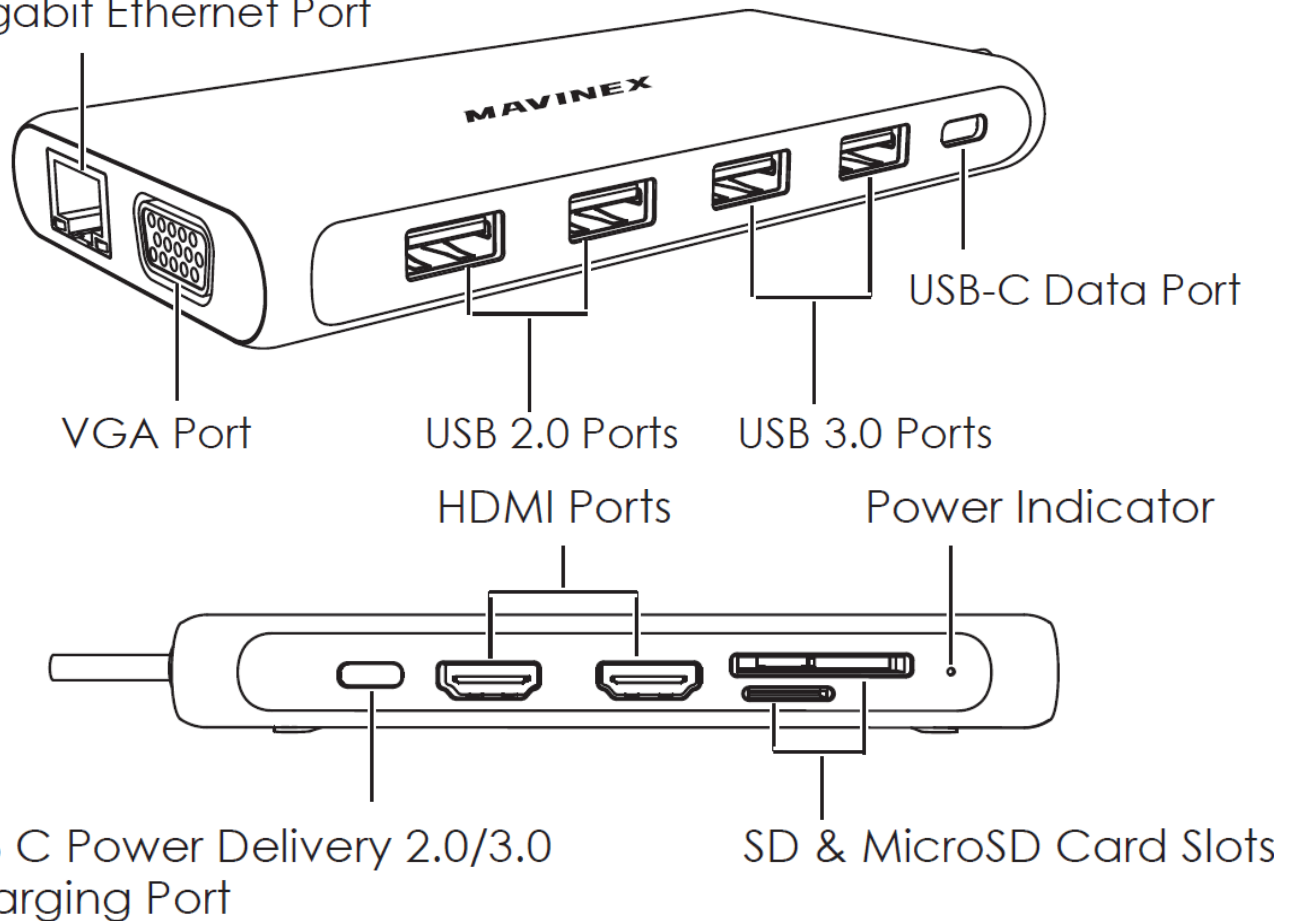 gabit Ethernet Port
MAVINEX
USB-C Data Port
VGA Port
USB 2.0 Ports
USB 3.0 Ports
HDMI Ports
Power Indicator
C Power Delivery 2.0/3.0
arging Port
SD & MicroSD Card Slots